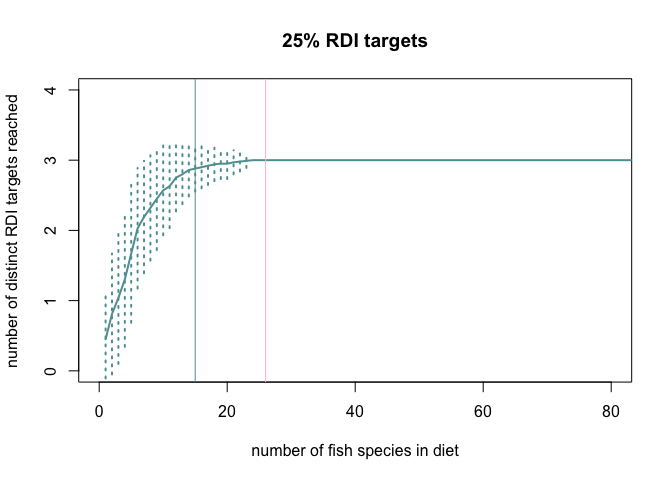 25% RDI targets
number of distinct RDI targets reached
4
3
2
1
0
0 20 40 60 80
number of fish species in diet